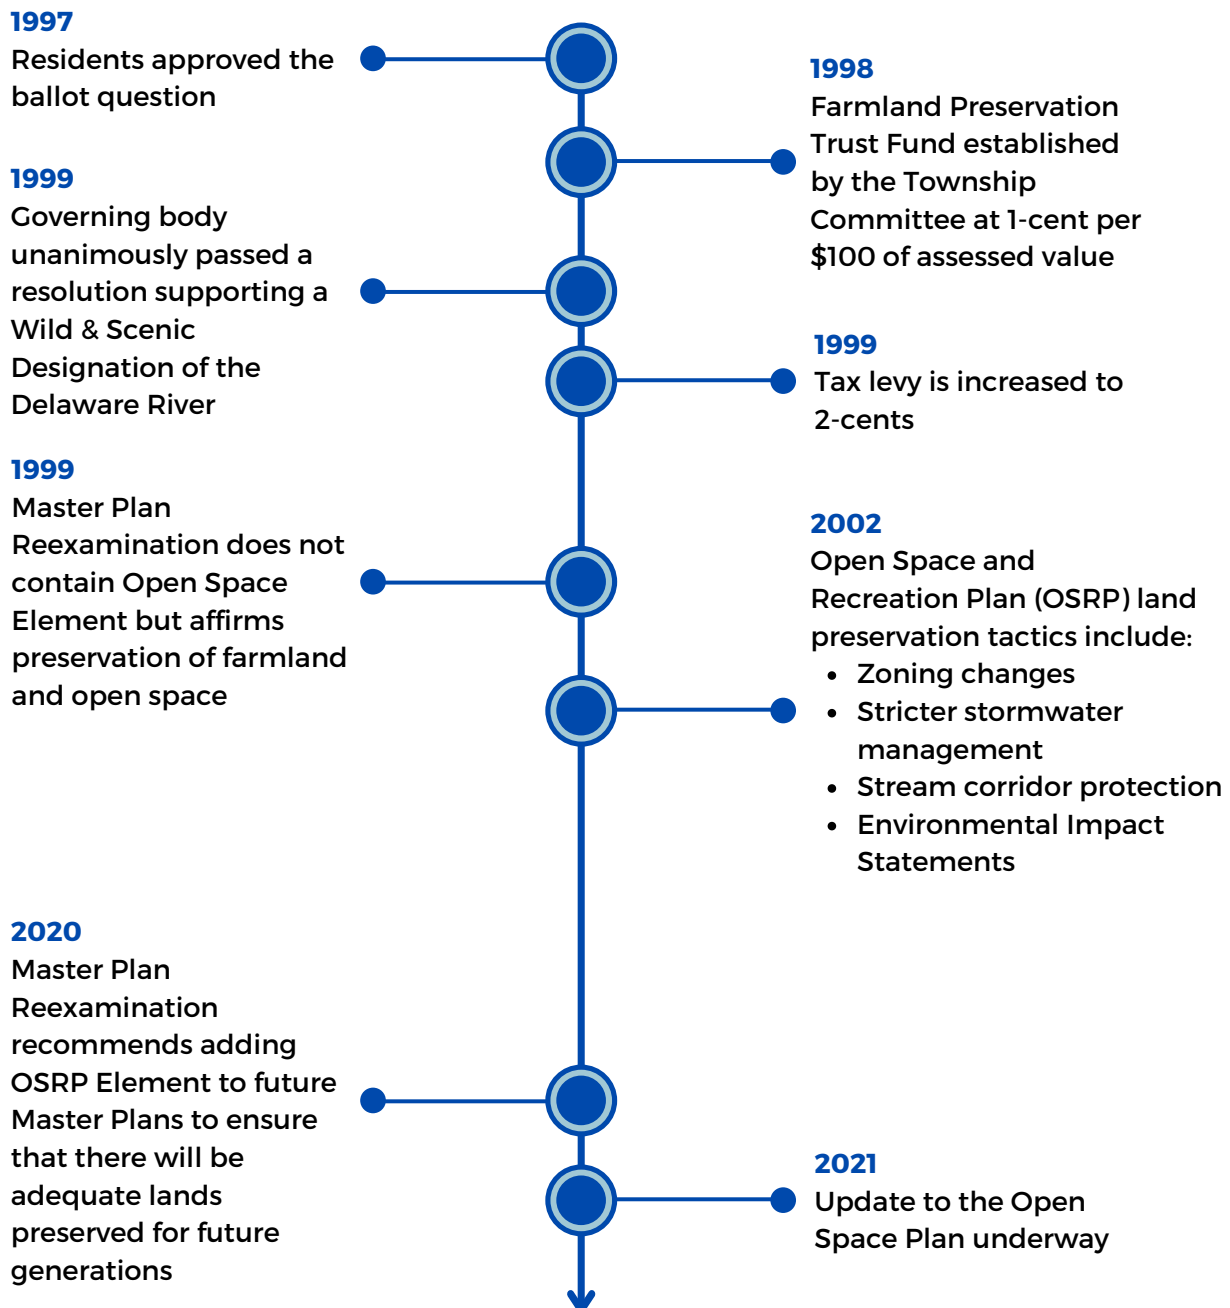 1997
Residents approved the
ballot question
1998
Farmland Preservation
Trust Fund established
by the Township
Committee at 1-cent per
$100 of assessed value
1999
Governing body
unanimously passed a
resolution supporting a
Wild & Scenic
Designation of the
Delaware River
1999
Tax levy is increased to
2-cents
1999
Master Plan
Reexamination does not
contain Open Space
Element but affirms
preservation of farmland
and open space
2002
Open Space and
Recreation Plan (OSRP) land
preservation tactics include:
• Zoning changes
• Stricter stormwater
management
• Stream corridor protection
• Environmental Impact
Statements
2020
Master Plan
Reexamination
recommends adding
OSRP Element to future
Master Plans to ensure
that there will be
adequate lands
preserved for future
generations
2021
Update to the Open
Space Plan underway